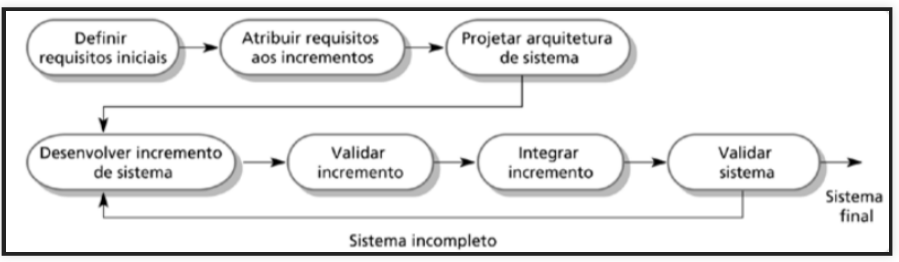 Definir
requisitos iniciais
Atribuir requisitos
aos incrementos
Projetar arquitetura
de sistema
Desenvolver incremento
de sistema
Validar
incremento
Integrar
incremento
Validar
sistema
Sistema
final
Sistema incompleto